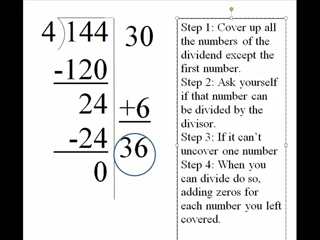 4)144 30
-120
24 +6
-24 36
0
Step 1: Cover up all
the numbers of the
dividend except the
first number.
Step 2: Ask yourself
if that number can
be divided by the
divisor.
Step 3: If it can't
uncover one number
Step 4: When you
can divide do so,
adding zeros for
each number you left
covered.